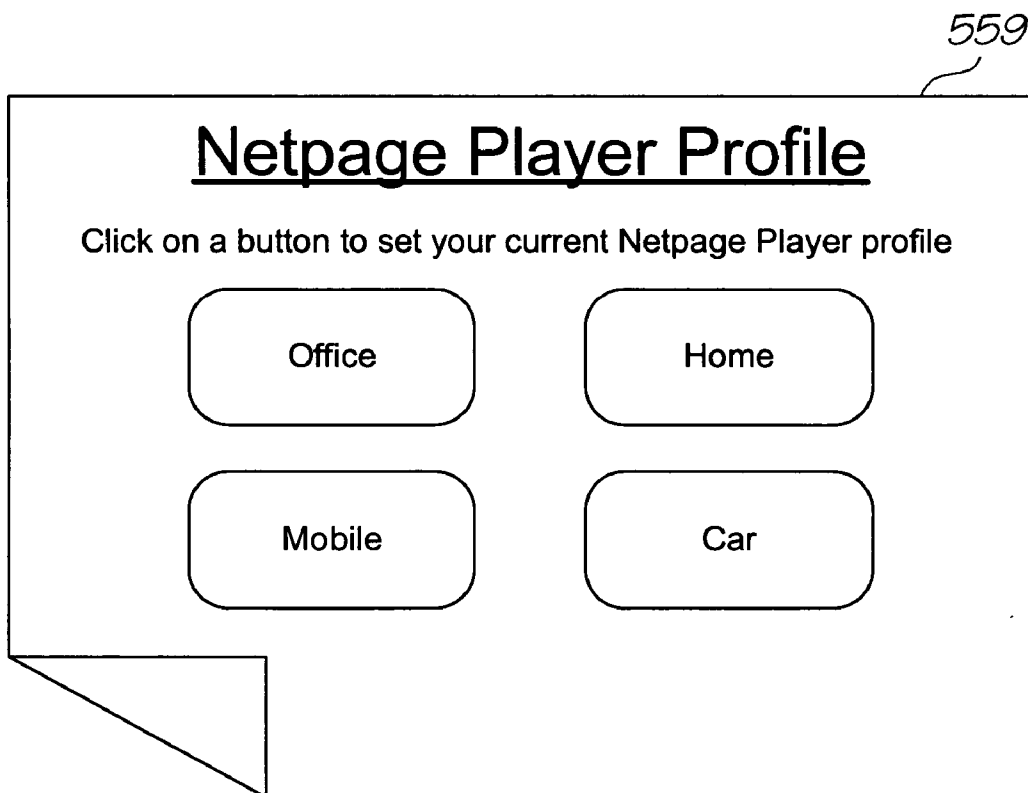 559
Netpage Player Profile
Click on a button to set your current Netpage Player profile
Office Home
Mobile Car